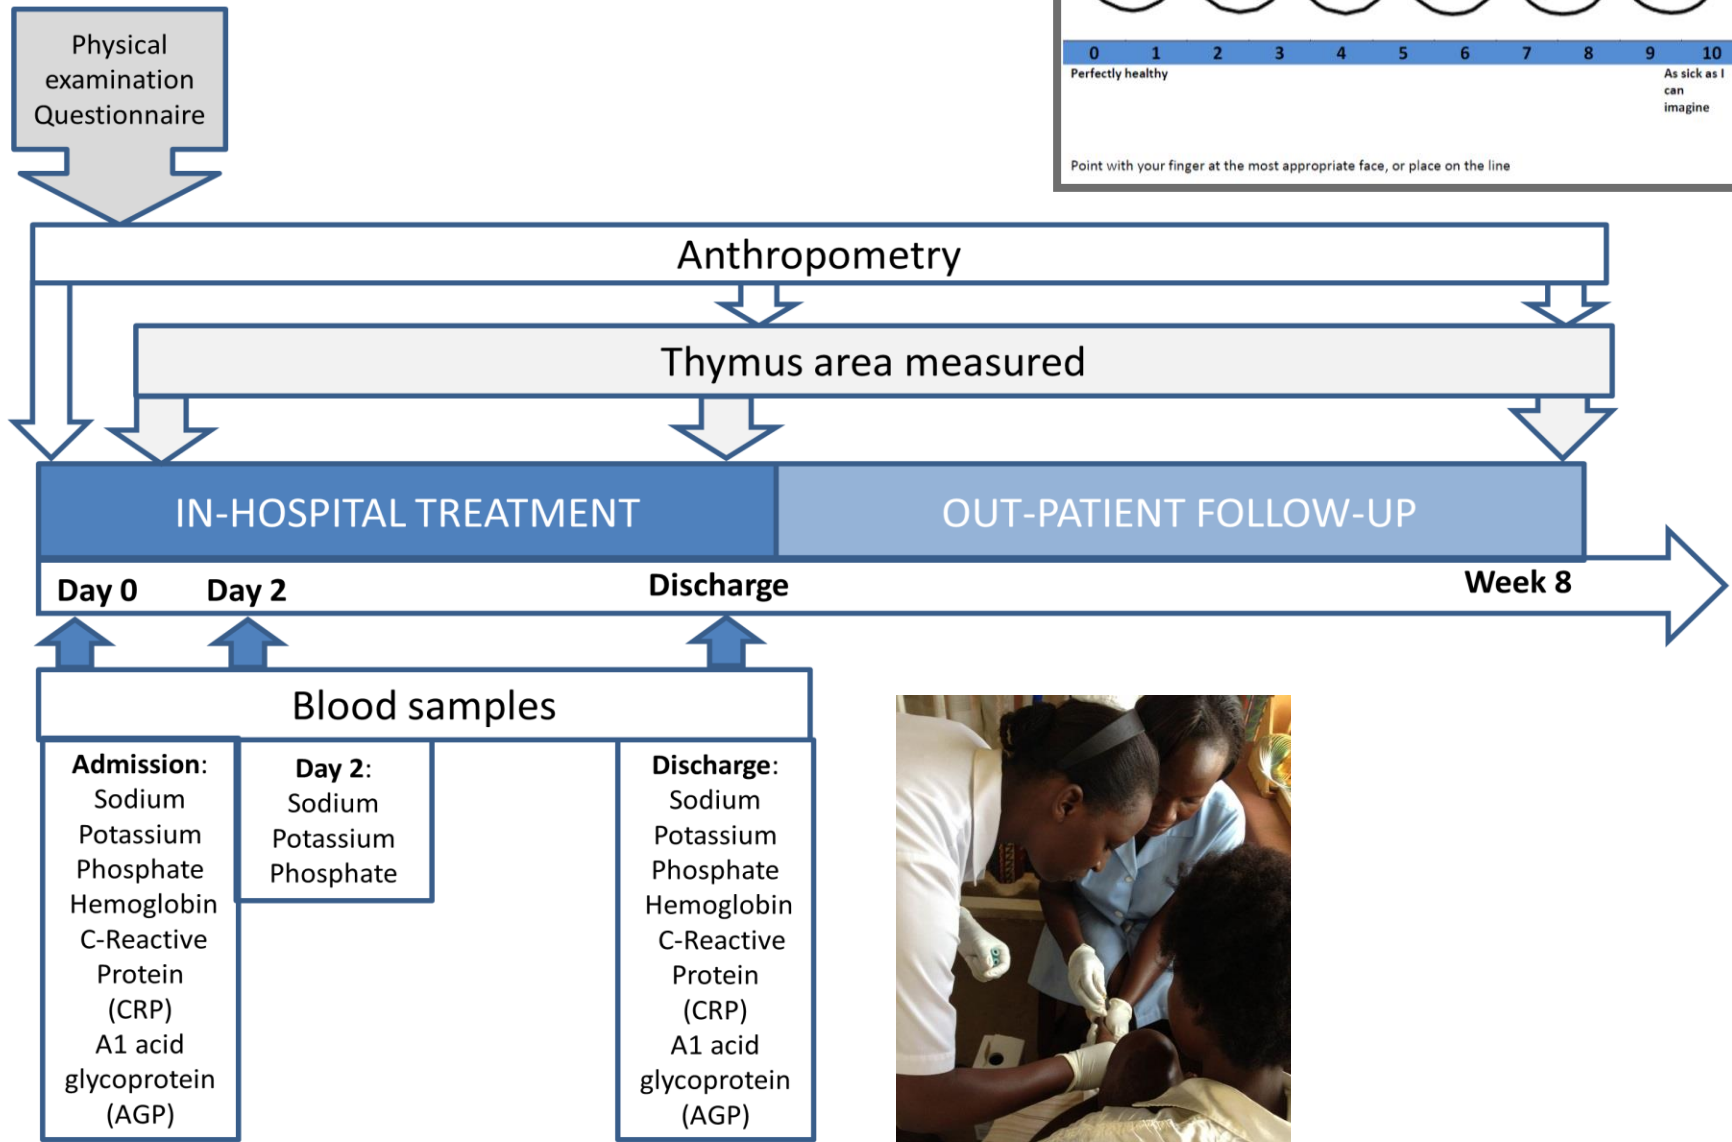 Physical
examination
Questionnaire
0 1 2 3 4 5 6 7 8 9 10
Perfectly healthy
As sick as I
can
imagine
Point with your finger at the most appropriate face, or place on the line
Anthropometry
Thymus area measured
IN-HOSPITAL TREATMENT
OUT-PATIENT FOLLOW-UP
Day 0
Day 2
Discharge
Week 8
Blood samples
Admission:
Sodium
Potassium
Phosphate
Hemoglobin
C-Reactive
Protein
(CRP)
A1 acid
glycoprotein
(AGP)
Day 2:
Sodium
Potassium
Phosphate
Discharge:
Sodium
Potassium
Phosphate
Hemoglobin
C-Reactive
Protein
(CRP)
A1 acid
glycoprotein
(AGP)